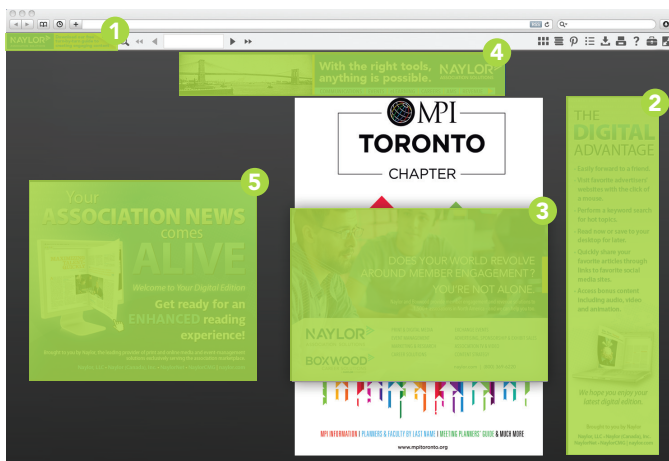 1
NAYLOR
2
THE
DIGITAL
ADVANTAGE
- Easily forward to a friend.
- Visit favorite advertiser
websites with the click of
a mouse.
- Perform a keyword search
for hot topics.
- Read now or save to your
desktop for later.
- Quickly share your
favorite articles through
links to favorite social
media sites.
- Access bonus content
including audio, video,
and animation.
We hope you enjoy your
latest digital edition.
4
With the right tools,
anything is possible.
NAYLOR
MPI
TORONTO
CHAPTER
3
DOES YOUR WORLD REVOLVE
AROUND MEMBER ENGAGEMENT?
YOU'RE NOT ALONE.
NAYLOR
BOXWOOD
MPI INFORMATION I PLANNERS & FACULTY BY LAST NAME I MEETING PLANNERS' GUIDE & MUCH MORE
www.mpitoronto.org
5
Your
ASSOCIATION NEWS
comes
ALIVE
Welcome to Your Digital Edition
Get ready for an
ENHANCED reading
experience!